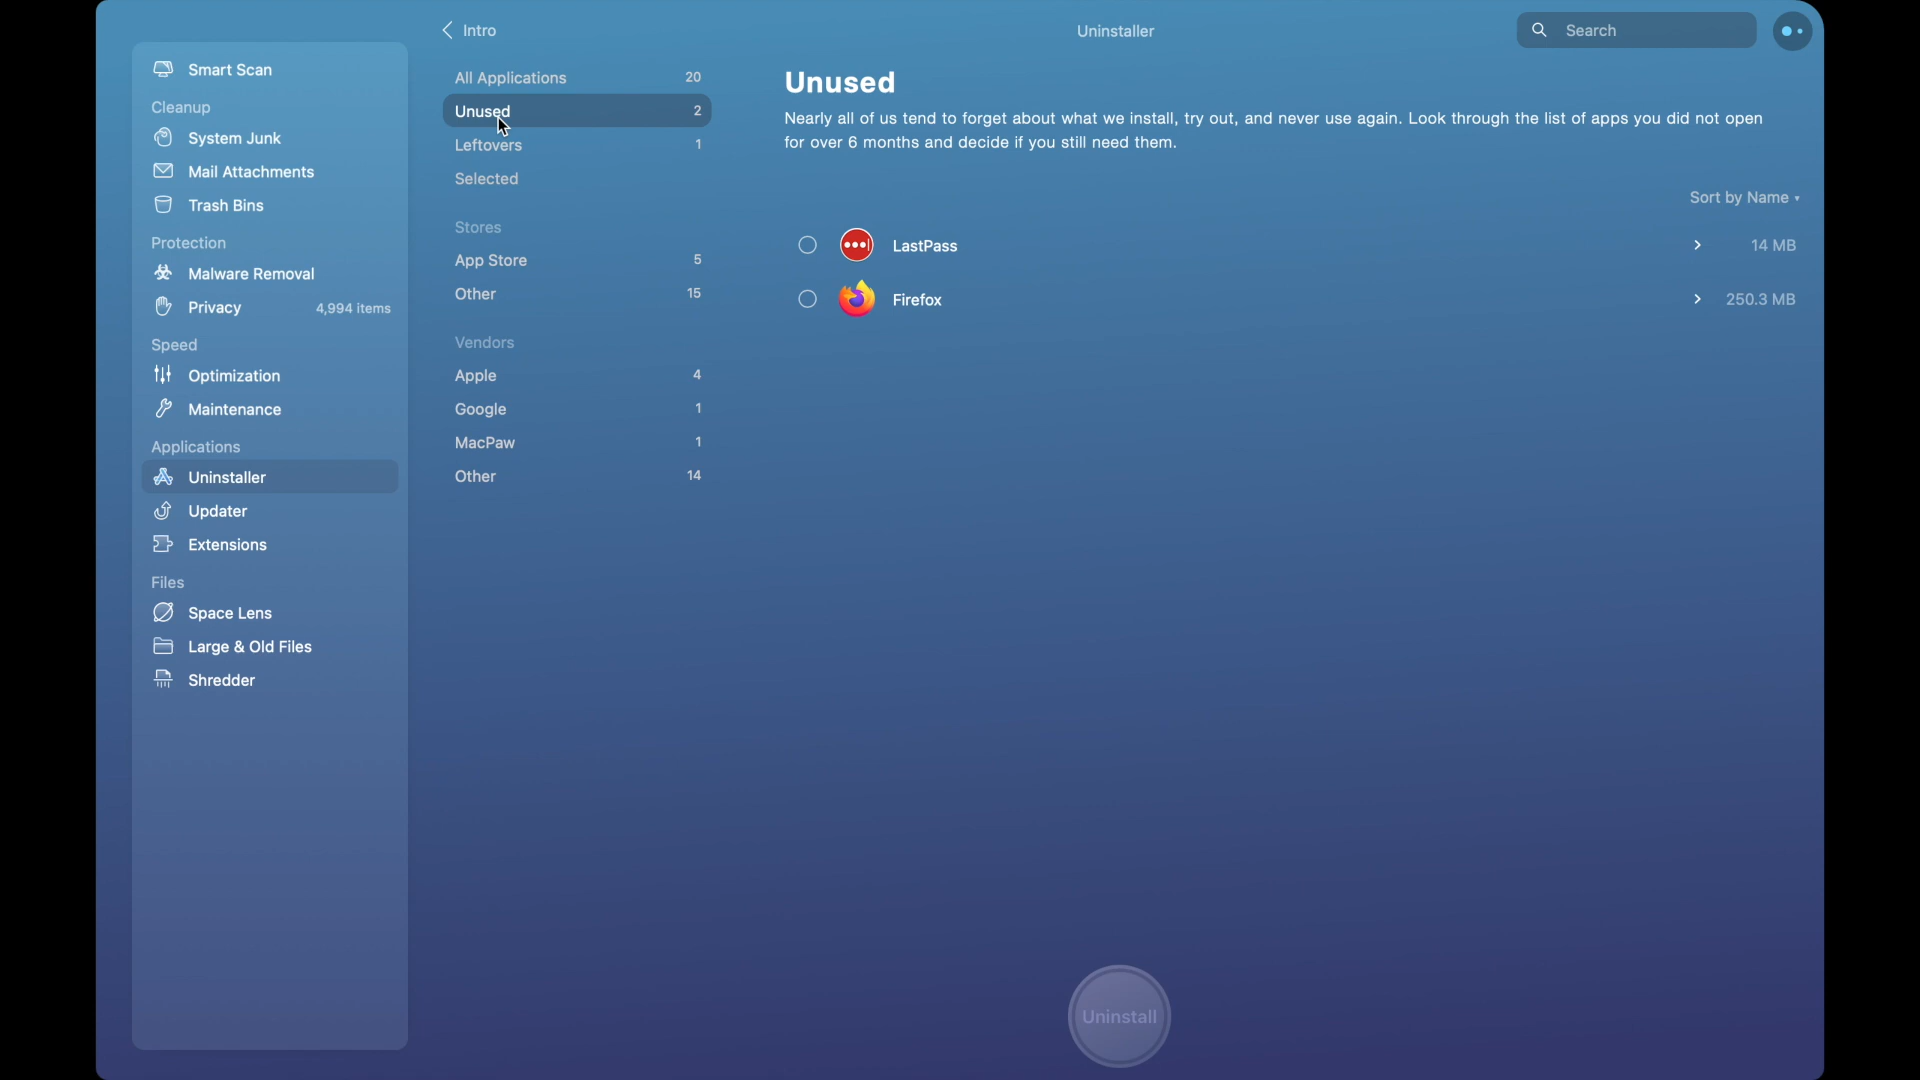 Intro
Uninstaller
Search
Smart Scan
Cleanup
System Junk
Mail Attachments
Trash Bins
Protection
Malware Removal
Privacy 4,994 items
Speed
Optimization
Maintenance
Applications
Uninstaller
Updater
Extensions
Files
Space Lens
Large & Old Files
Shredder
All Applications 20
Unused 2
Leftovers 1
Selected
Stores
App Store 5
Other 15
Vendors
Apple 4
Google 1
MacPaw 1
Other 14
Unused
Nearly all of us tend to forget about what we install, try out, and never use again. Look through the list of apps you did not open
for over 6 months and decide if you still need them.
Sort by Name
LastPass 14 MB
Firefox 250.3 MB
Uninstall